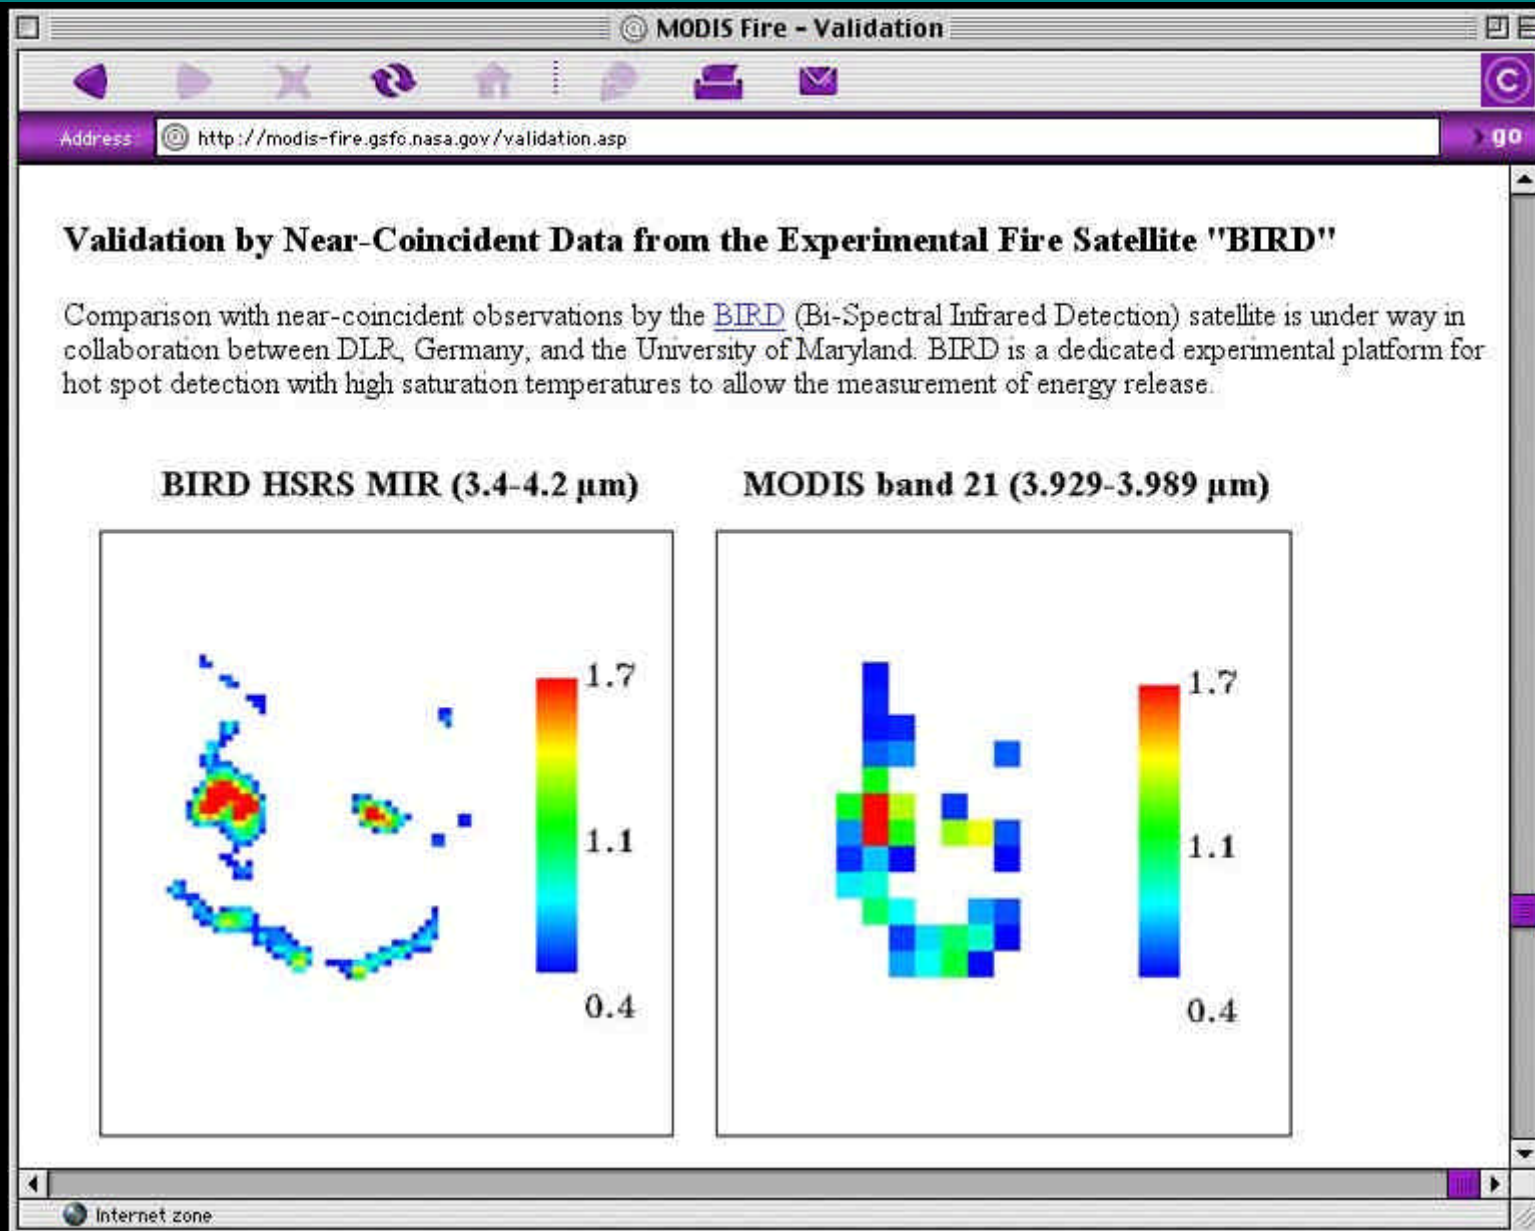 MODIS Fire – Validation
C
Address: http://modis-fire.gsfc.nasa.gov/validation.asp go
Validation by Near-Coincident Data from the Experimental Fire Satellite "BIRD"
Comparison with near-coincident observations by the BIRD (Bi-Spectral Infrared Detection) satellite is under way in
collaboration between DLR, Germany, and the University of Maryland. BIRD is a dedicated experimental platform for
hot spot detection with high saturation temperatures to allow the measurement of energy release.
BIRD HSRS MIR (3.4-4.2 µm) MODIS band 21 (3.929-3.989 µm)
1.7 1.7
1.1 1.1
0.4 0.4
Internet zone